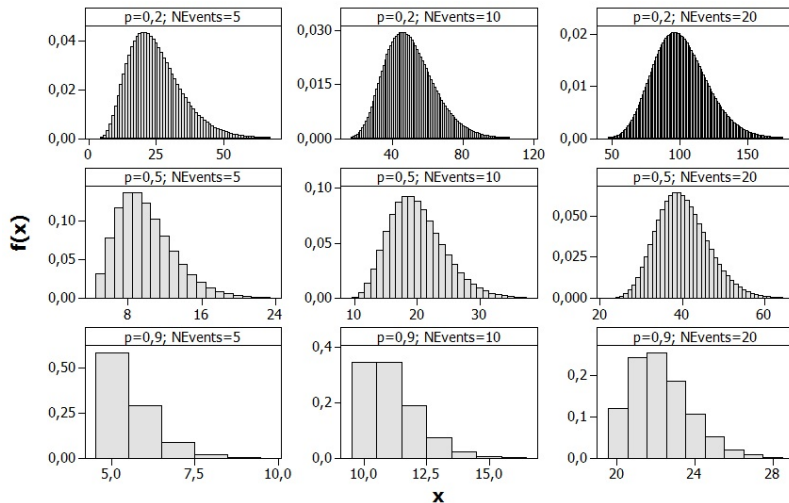 p=0,2; NEvents=5
p=0,2; NEvents=10
p=0,2; NEvents=20
0,04
0,02
0,00
0 25 50
0,030
0,015
0,000
40 80 120
0,02
0,01
0,00
50 100 150
f(x)
p=0,5; NEvents=5
p=0,5; NEvents=10
p=0,5; NEvents=20
0,10
0,05
0,00
8 16 24
0,10
0,05
0,00
10 20 30
0,050
0,025
0,000
20 40 60
p=0,9; NEvents=5
p=0,9; NEvents=10
p=0,9; NEvents=20
0,50
0,25
0,00
5,0 7,5 10,0
0,4
0,2
0,0
10,0 12,5 15,0
0,2
0,1
0,0
20 24 28
x